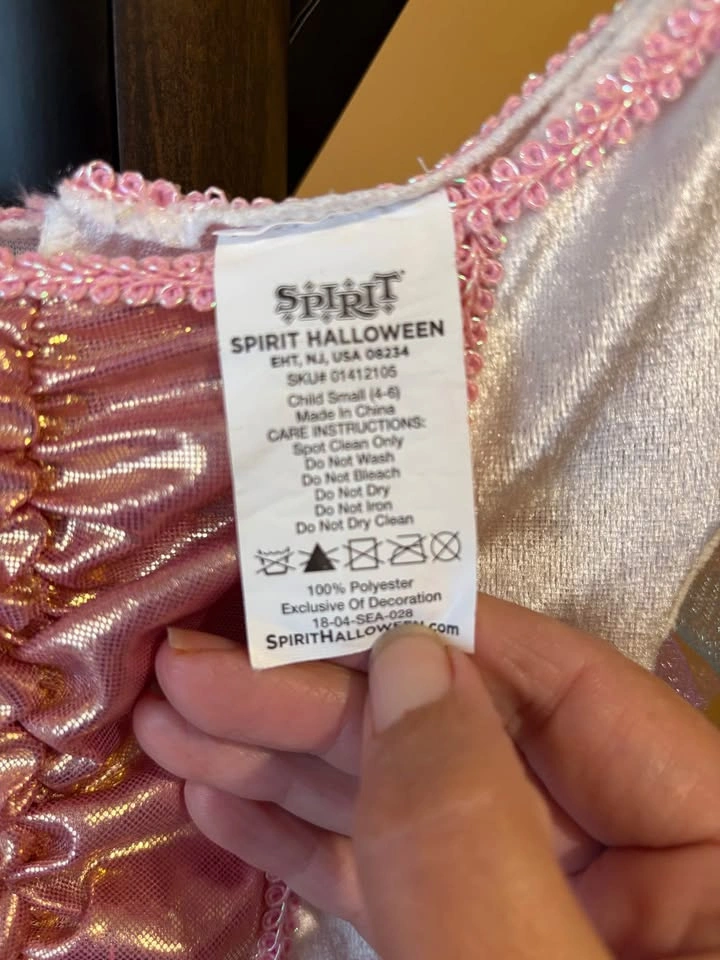 SPIRIT
SPIRIT HALLOWEEN
EHT, NJ, USA 08234
SKU# 01412105
Child Small (4-6)
Made In China
CARE INSTRUCTIONS:
Spot Clean Only
Do Not Wash
Do Not Bleach
Do Not Dry
Do Not Iron
Do Not Dry Clean
100% Polyester
Exclusive Of Decoration
18-04-SEA-028
SPIRITHALLOWEEN.com